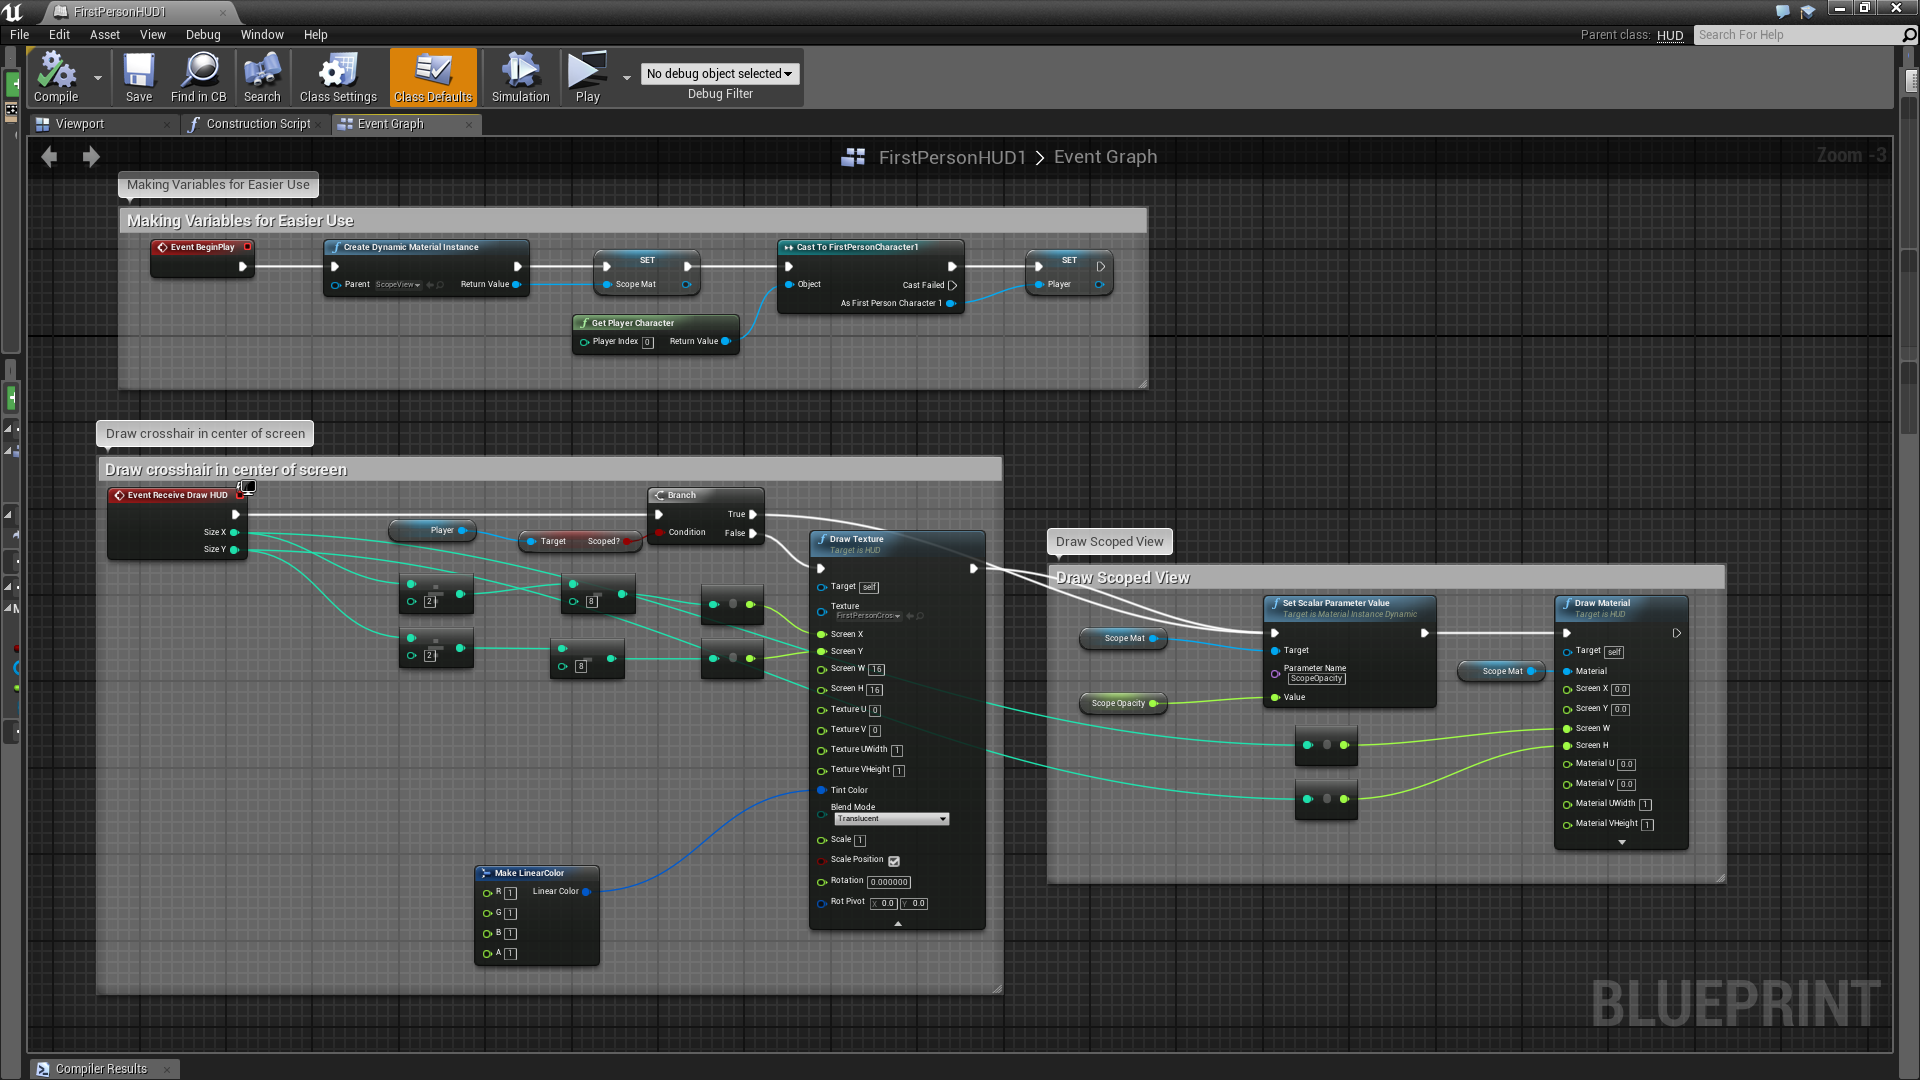 FirstPersonHUD1
File Edit Asset View Debug Window Help
Parent class: HUD
Search For Help
Compile
Save
Find in CB
Search
Class Settings
Class Defaults
Simulation
Play
No debug object selected
Debug Filter
Viewport
Construction Script
Event Graph
FirstPersonHUD1 > Event Graph
Zoom -3
Making Variables for Easier Use
Making Variables for Easier Use
Event BeginPlay
Create Dynamic Material Instance
Parent ScopeView
Return Value
SET
Scope Mat
Cast To FirstPersonCharacter1
Object
Cast Failed
As First Person Character 1
SET
Player
Get Player Character
Player Index 0
Return Value
Draw crosshair in center of screen
Draw crosshair in center of screen
Event Receive Draw HUD
Size X
Size Y
Player
Target Scoped?
Branch
True
Condition False
2
8
2
8
Draw Texture
Target is HUD
Target self
Texture
FirstPersonCros
Screen X
Screen Y
Screen W 16
Screen H 16
Texture U 0
Texture V 0
Texture UWidth 1
Texture VHeight 1
Tint Color
Blend Mode
Translucent
Scale 1
Scale Position
Rotation 0.000000
Rot Pivot X 0.0 Y 0.0
Make LinearColor
R 1
Linear Color
G 1
B 1
A 1
Draw Scoped View
Draw Scoped View
Scope Mat
Scope Opacity
Set Scalar Parameter Value
Target is Material Instance Dynamic
Target
Parameter Name
ScopeOpacity
Value
Scope Mat
Draw Material
Target is HUD
Target self
Material
Screen X 0.0
Screen Y 0.0
Screen W
Screen H
Material U 0.0
Material V 0.0
Material UWidth 1
Material VHeight 1
BLUEPRINT
Compiler Results